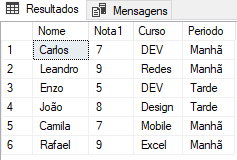 Resultados Mensagens
Nome Nota1 Curso Periodo
1 Carlos 7 DEV Manhã
2 Leandro 9 Redes Manhã
3 Enzo 5 DEV Tarde
4 João 8 Design Tarde
5 Camila 7 Mobile Manhã
6 Rafael 9 Excel Manhã